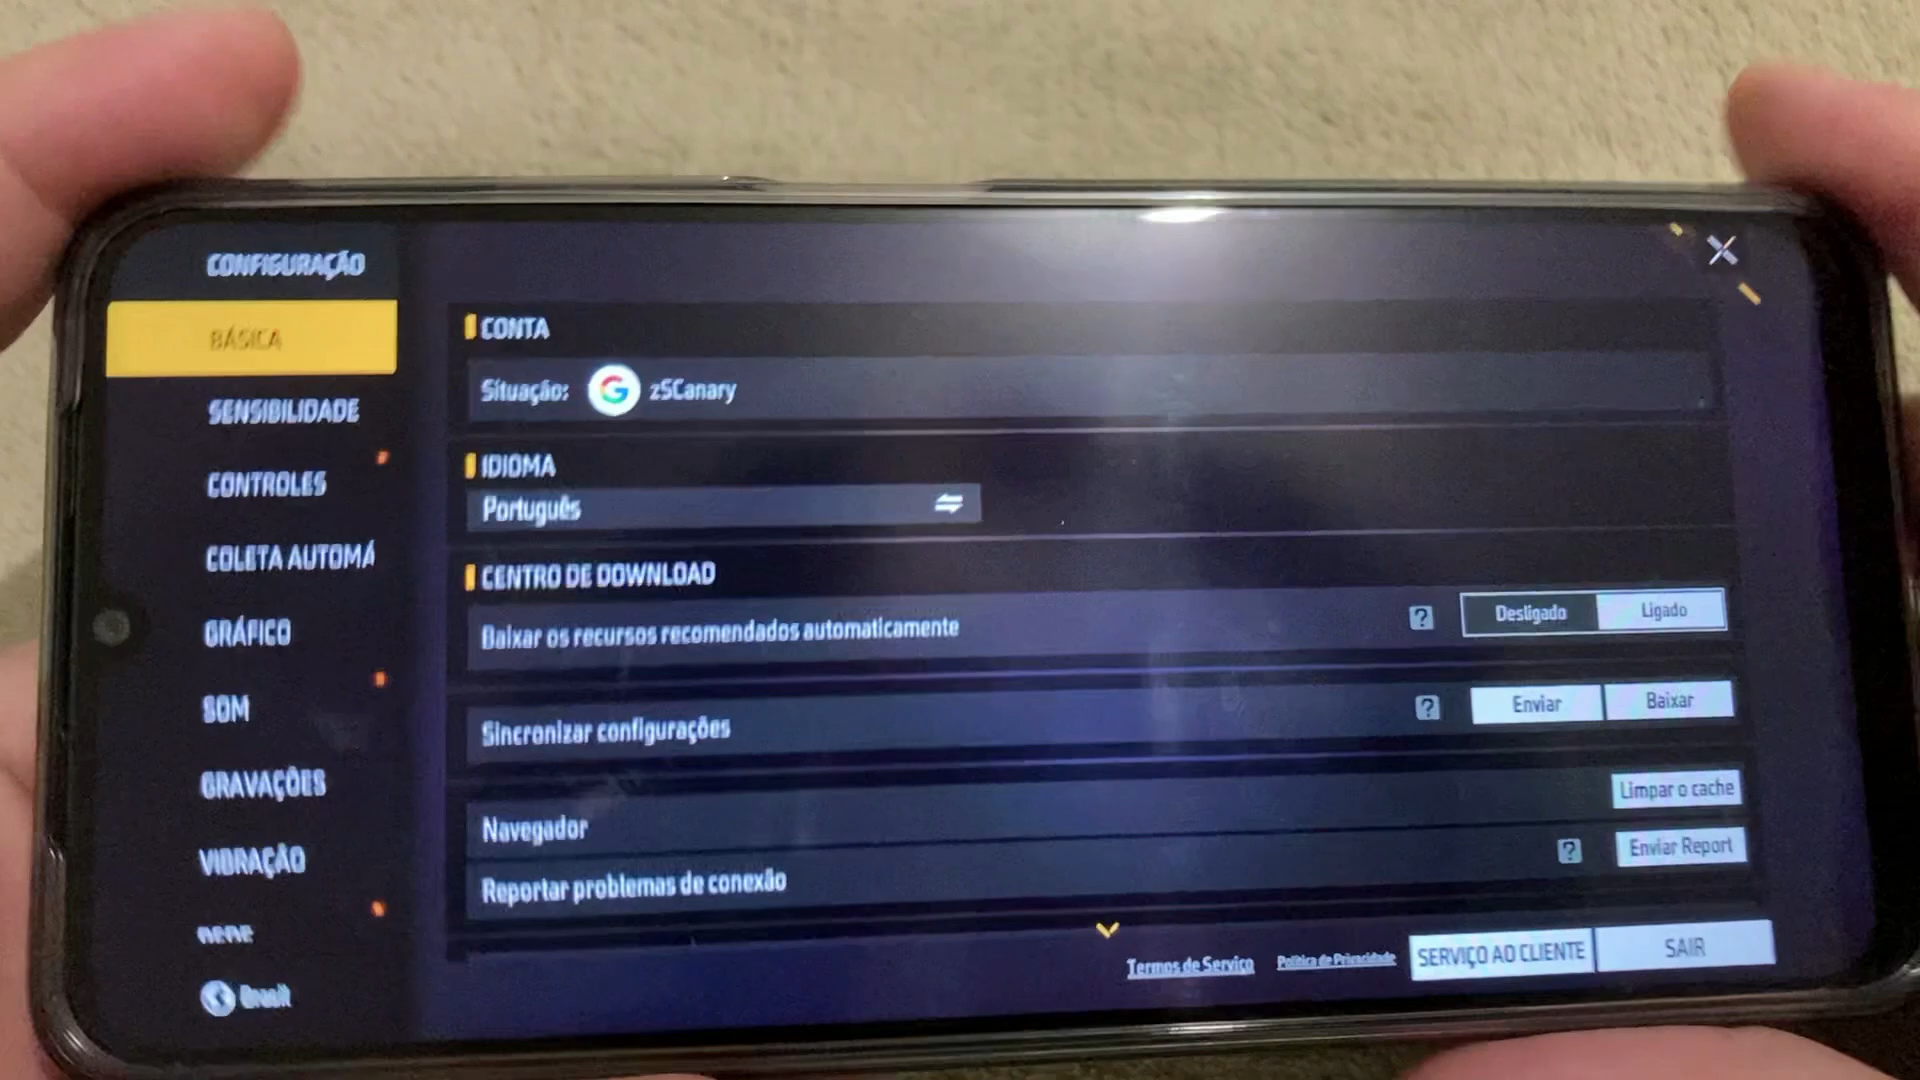 CONFIGURAÇÃO
BÁSICA
SENSIBILIDADE
CONTROLES
COLETA AUTOMÁ
GRÁFICO
SOM
GRAVAÇÕES
VIBRAÇÃO
Brasil
CONTA
Situação: zSCanary
IDIOMA
Português
CENTRO DE DOWNLOAD
Baixar os recursos recomendados automaticamente
? Desligado Ligado
Sincronizar configurações
? Enviar Baixar
Navegador
Limpar o cache
Reportar problemas de conexão
? Enviar Report
Termos de Serviço
Política de Privacidade
SERVIÇO AO CLIENTE
SAIR